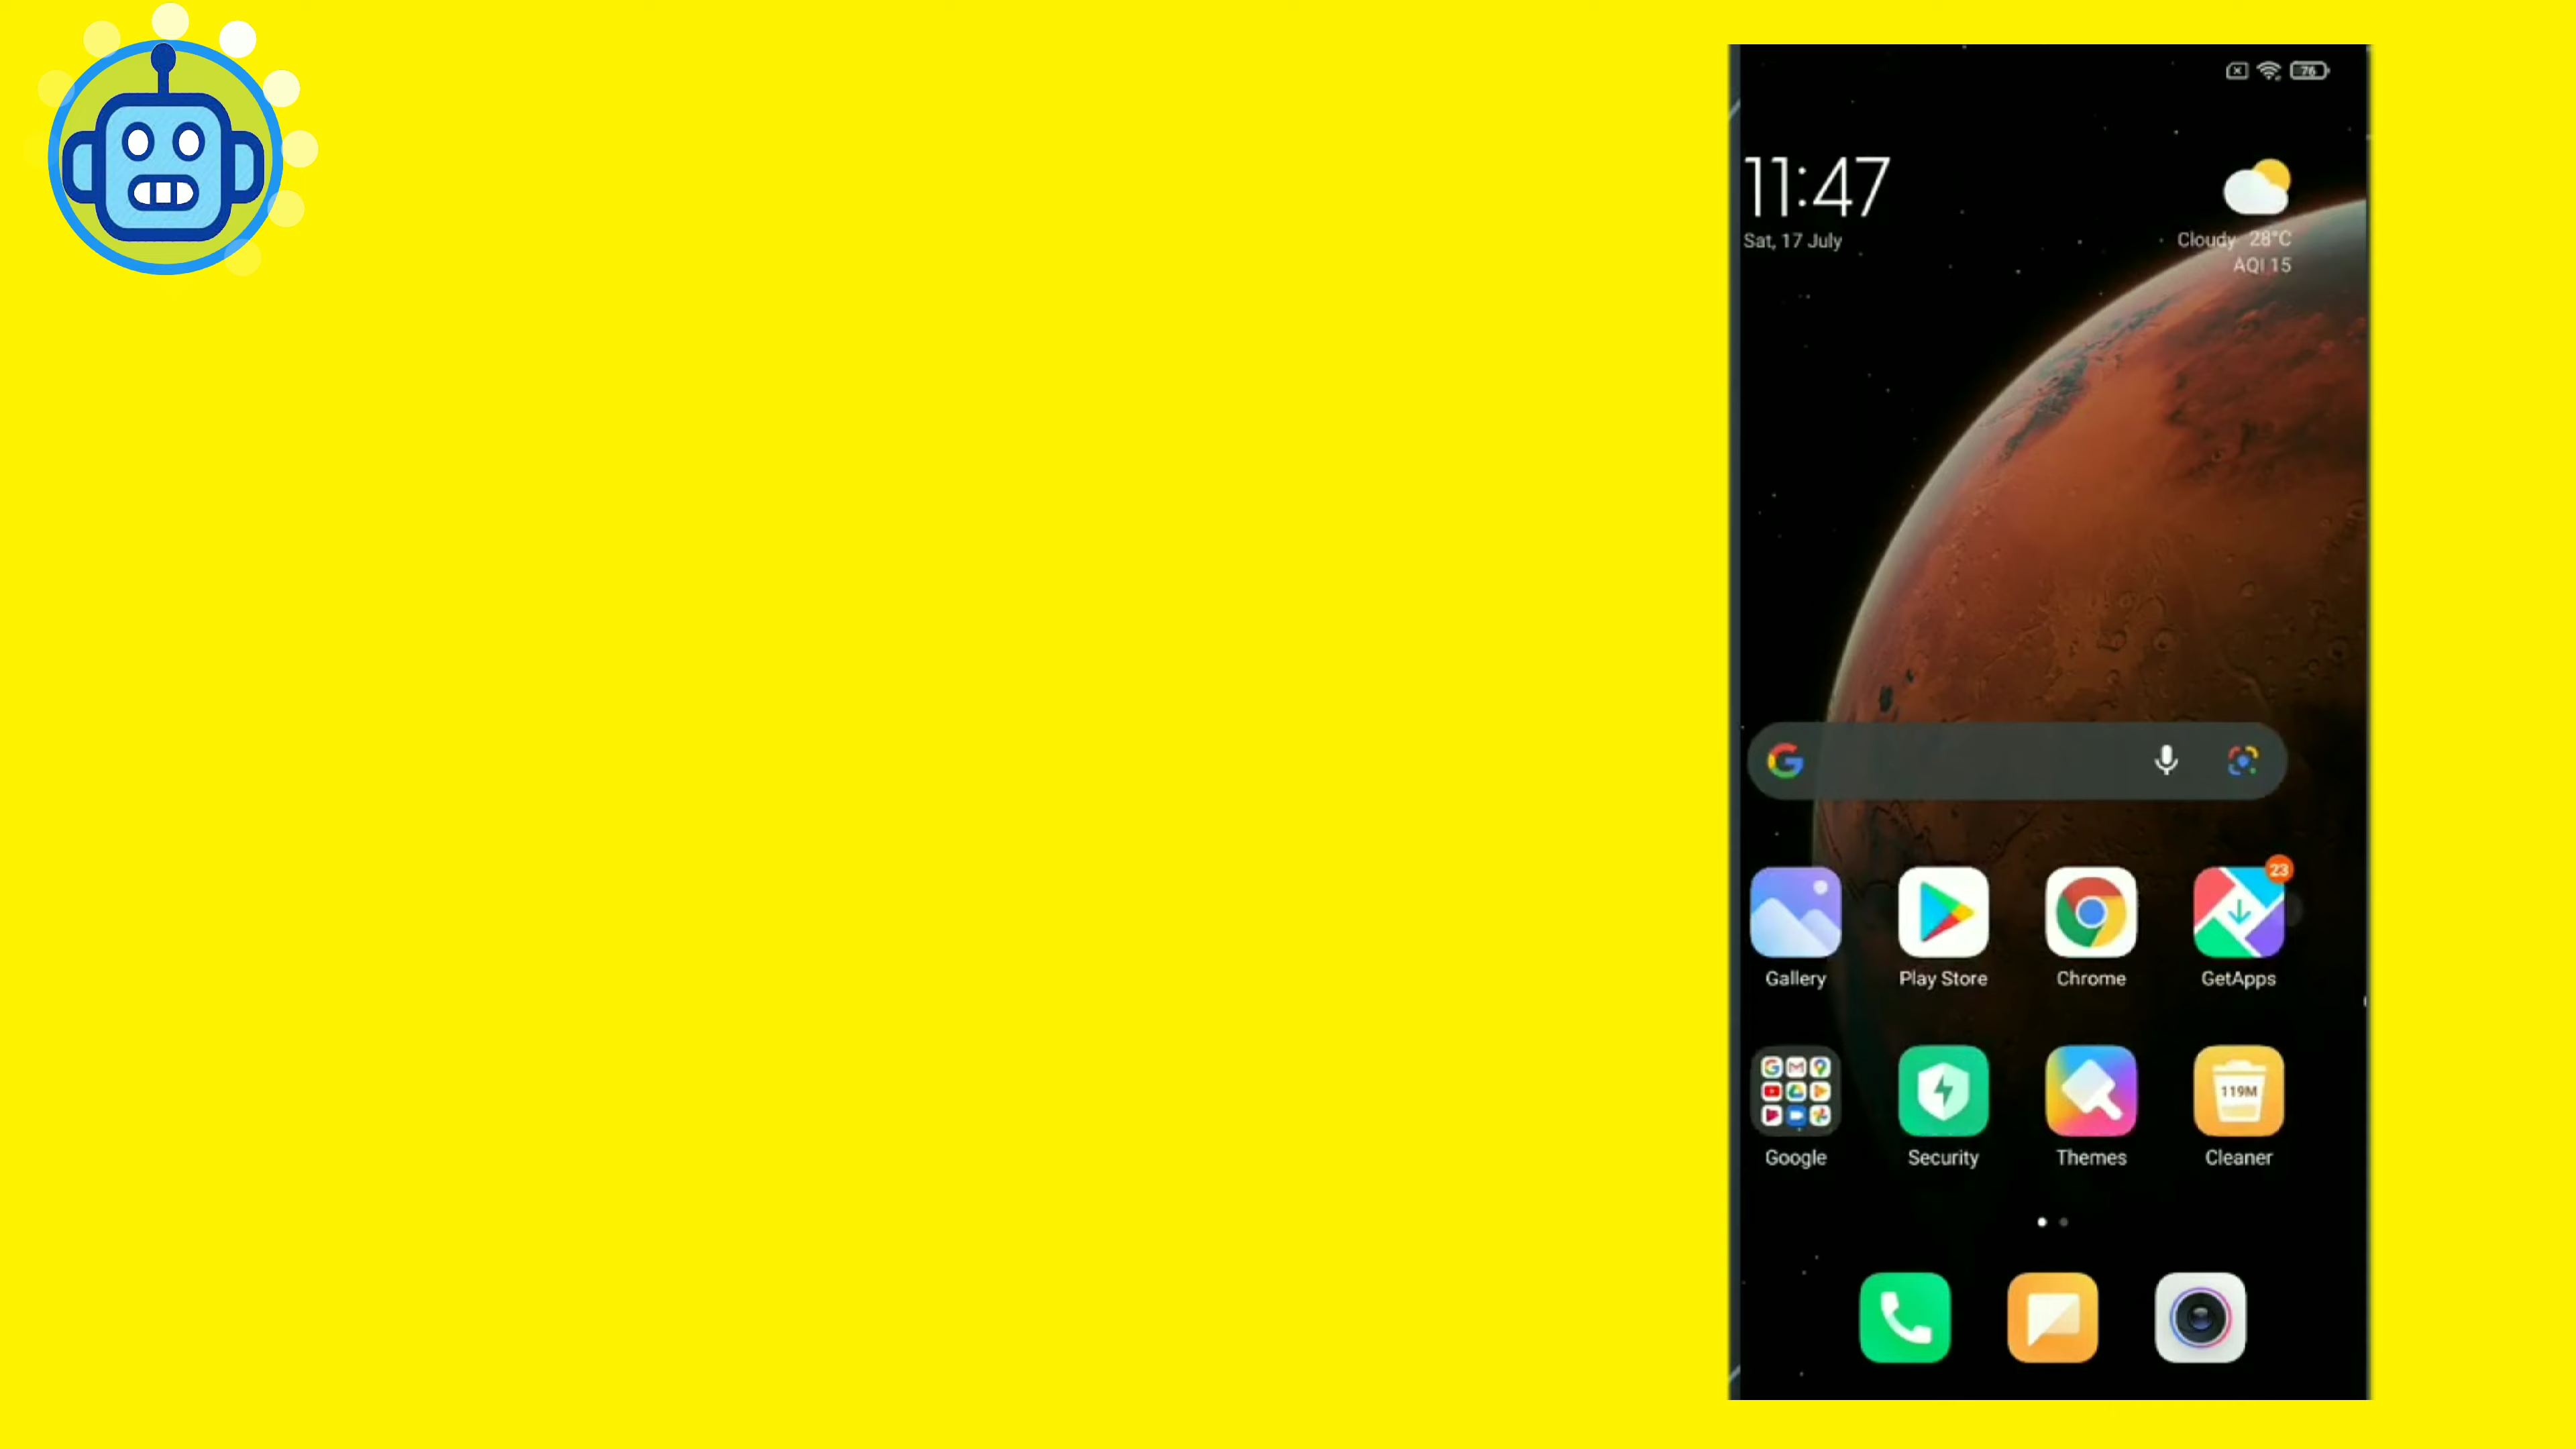 76
11:47
Sat, 17 July
Cloudy 28°C
AQI 15
23
Gallery
Play Store
Chrome
GetApps
119M
Google
Security
Themes
Cleaner